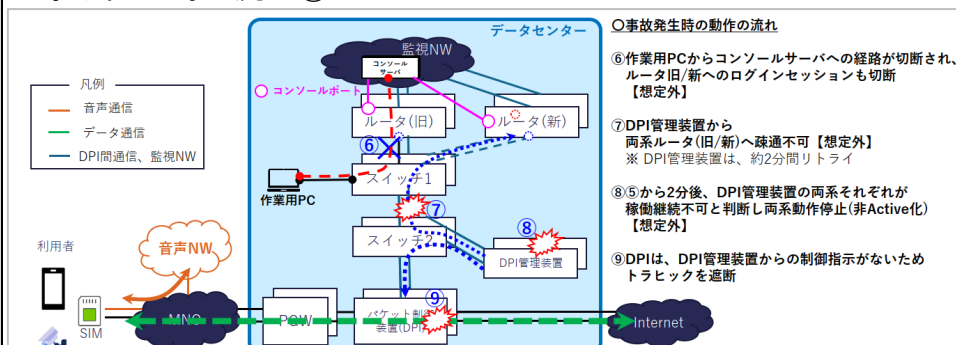 データセンター
〇事故発生時の動作の流れ
監視NW
コンソール
サーバ
凡例
音声通信
データ通信
DPI間通信、監視NW
コンソールポート
ルータ(旧)
ルータ(新)
⑥
⑥作業用PCからコンソールサーバへの経路が切断され、
ルータ旧/新へのログインセッションも切断
【想定外】
スイッチ1
作業用PC
⑦DPI管理装置から
両系ルータ(旧/新)へ疎通不可【想定外】
※ DPI管理装置は、約2分間リトライ
⑦
スイッチ2
⑧
DPI管理装置
⑧⑤から2分後、DPI管理装置の両系それぞれが
稼働継続不可と判断し両系動作停止(非Active化)
【想定外】
利用者
音声NW
⑨DPIは、DPI管理装置からの制御指示がないため
トラヒックを遮断
⑨
SIM
MNO
PGW
パケット制御
装置(DPI)
Internet